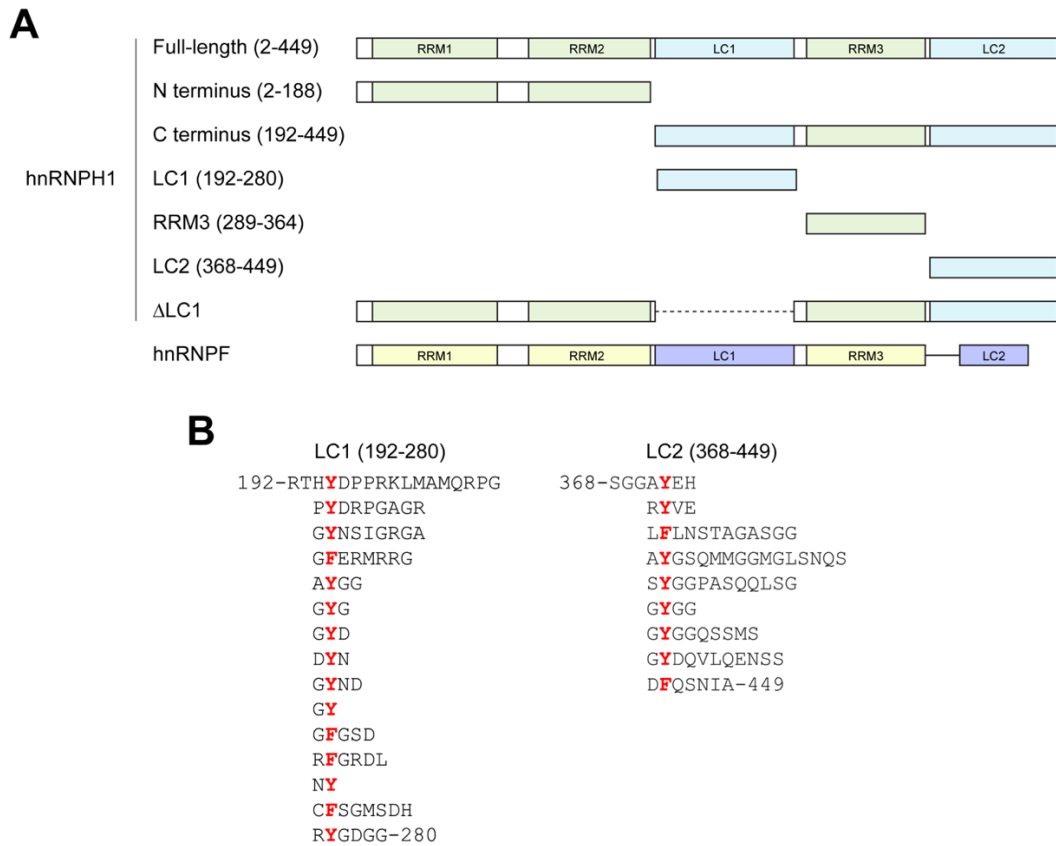 A
Full-length (2-449) RRM1 RRM2 LC1 RRM3 LC2
N terminus (2-188)
C terminus (192-449)
hnRNPH1
LC1 (192-280)
RRM3 (289-364)
LC2 (368-449)
ΔLC1
hnRNPF RRM1 RRM2 LC1 RRM3 LC2
B
LC1 (192-280)
192-RTHYDPPRKLMAMQRPG
PYDRPGAGR
GYNSIGRGA
GFERMRRG
AYGG
GYG
GYD
DYN
GYND
GY
GFGSD
RFGRDL
NY
CFSGMSDH
RYGDGG-280
LC2 (368-449)
368-SGGAYEH
RYVE
LFLNSTAGASGG
AYGSQMMGGMGLSNQS
SYGGPASQQLSG
GYGG
GYGGQSSMS
GYDQVLQENSS
DFQSNIA-449